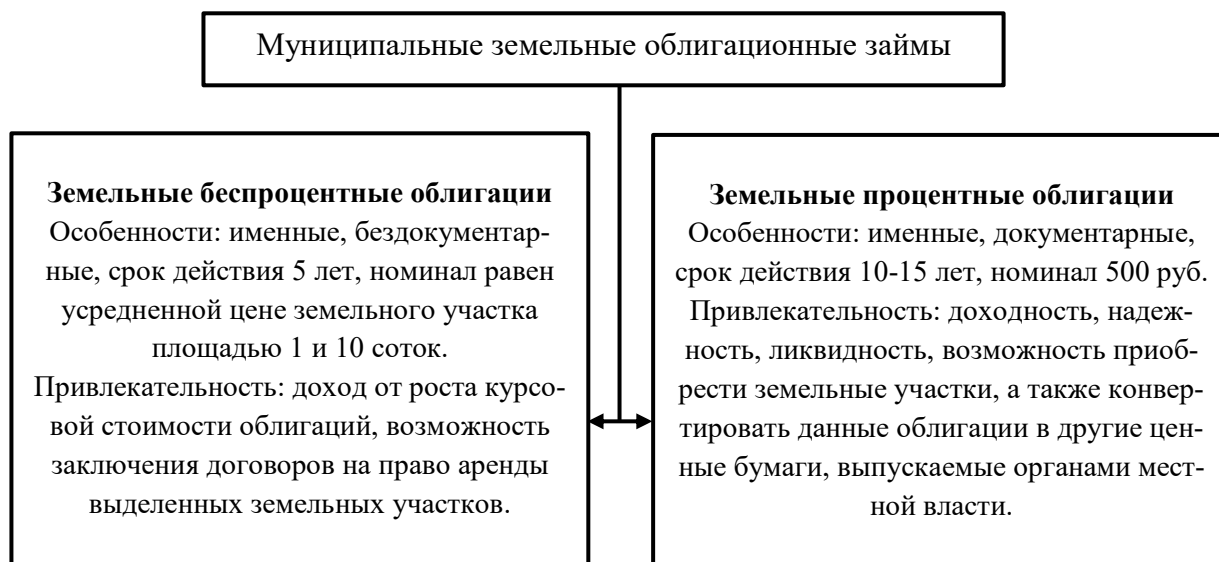 Муниципальные земельные облигационные займы
Земельные беспроцентные облигации
Особенности: именные, бездокументар-
ные, срок действия 5 лет, номинал равен
усредненной цене земельного участка
площадью 1 и 10 соток.
Привлекательность: доход от роста курсо-
вой стоимости облигаций, возможность
заключения договоров на право аренды
выделенных земельных участков.
Земельные процентные облигации
Особенности: именные, документарные,
срок действия 10-15 лет, номинал 500 руб.
Привлекательность: доходность, надеж-
ность, ликвидность, возможность приоб-
рести земельные участки, а также конвер-
тировать данные облигации в другие цен-
ные бумаги, выпускаемые органами мест-
ной власти.